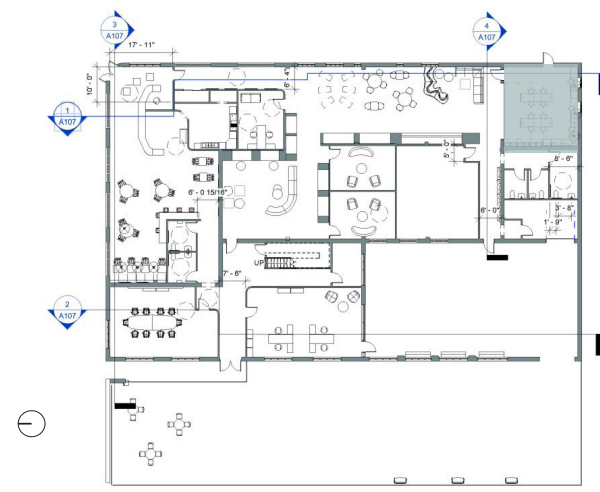 3
A107
4
A107
17' - 11"
10' - 0"
6' - 4"
1
A107
5' - 0"
8' - 6"
6' - 0 15/16"
6' - 0"
3' - 8"
1' - 9"
UP
7' - 6"
2
A107